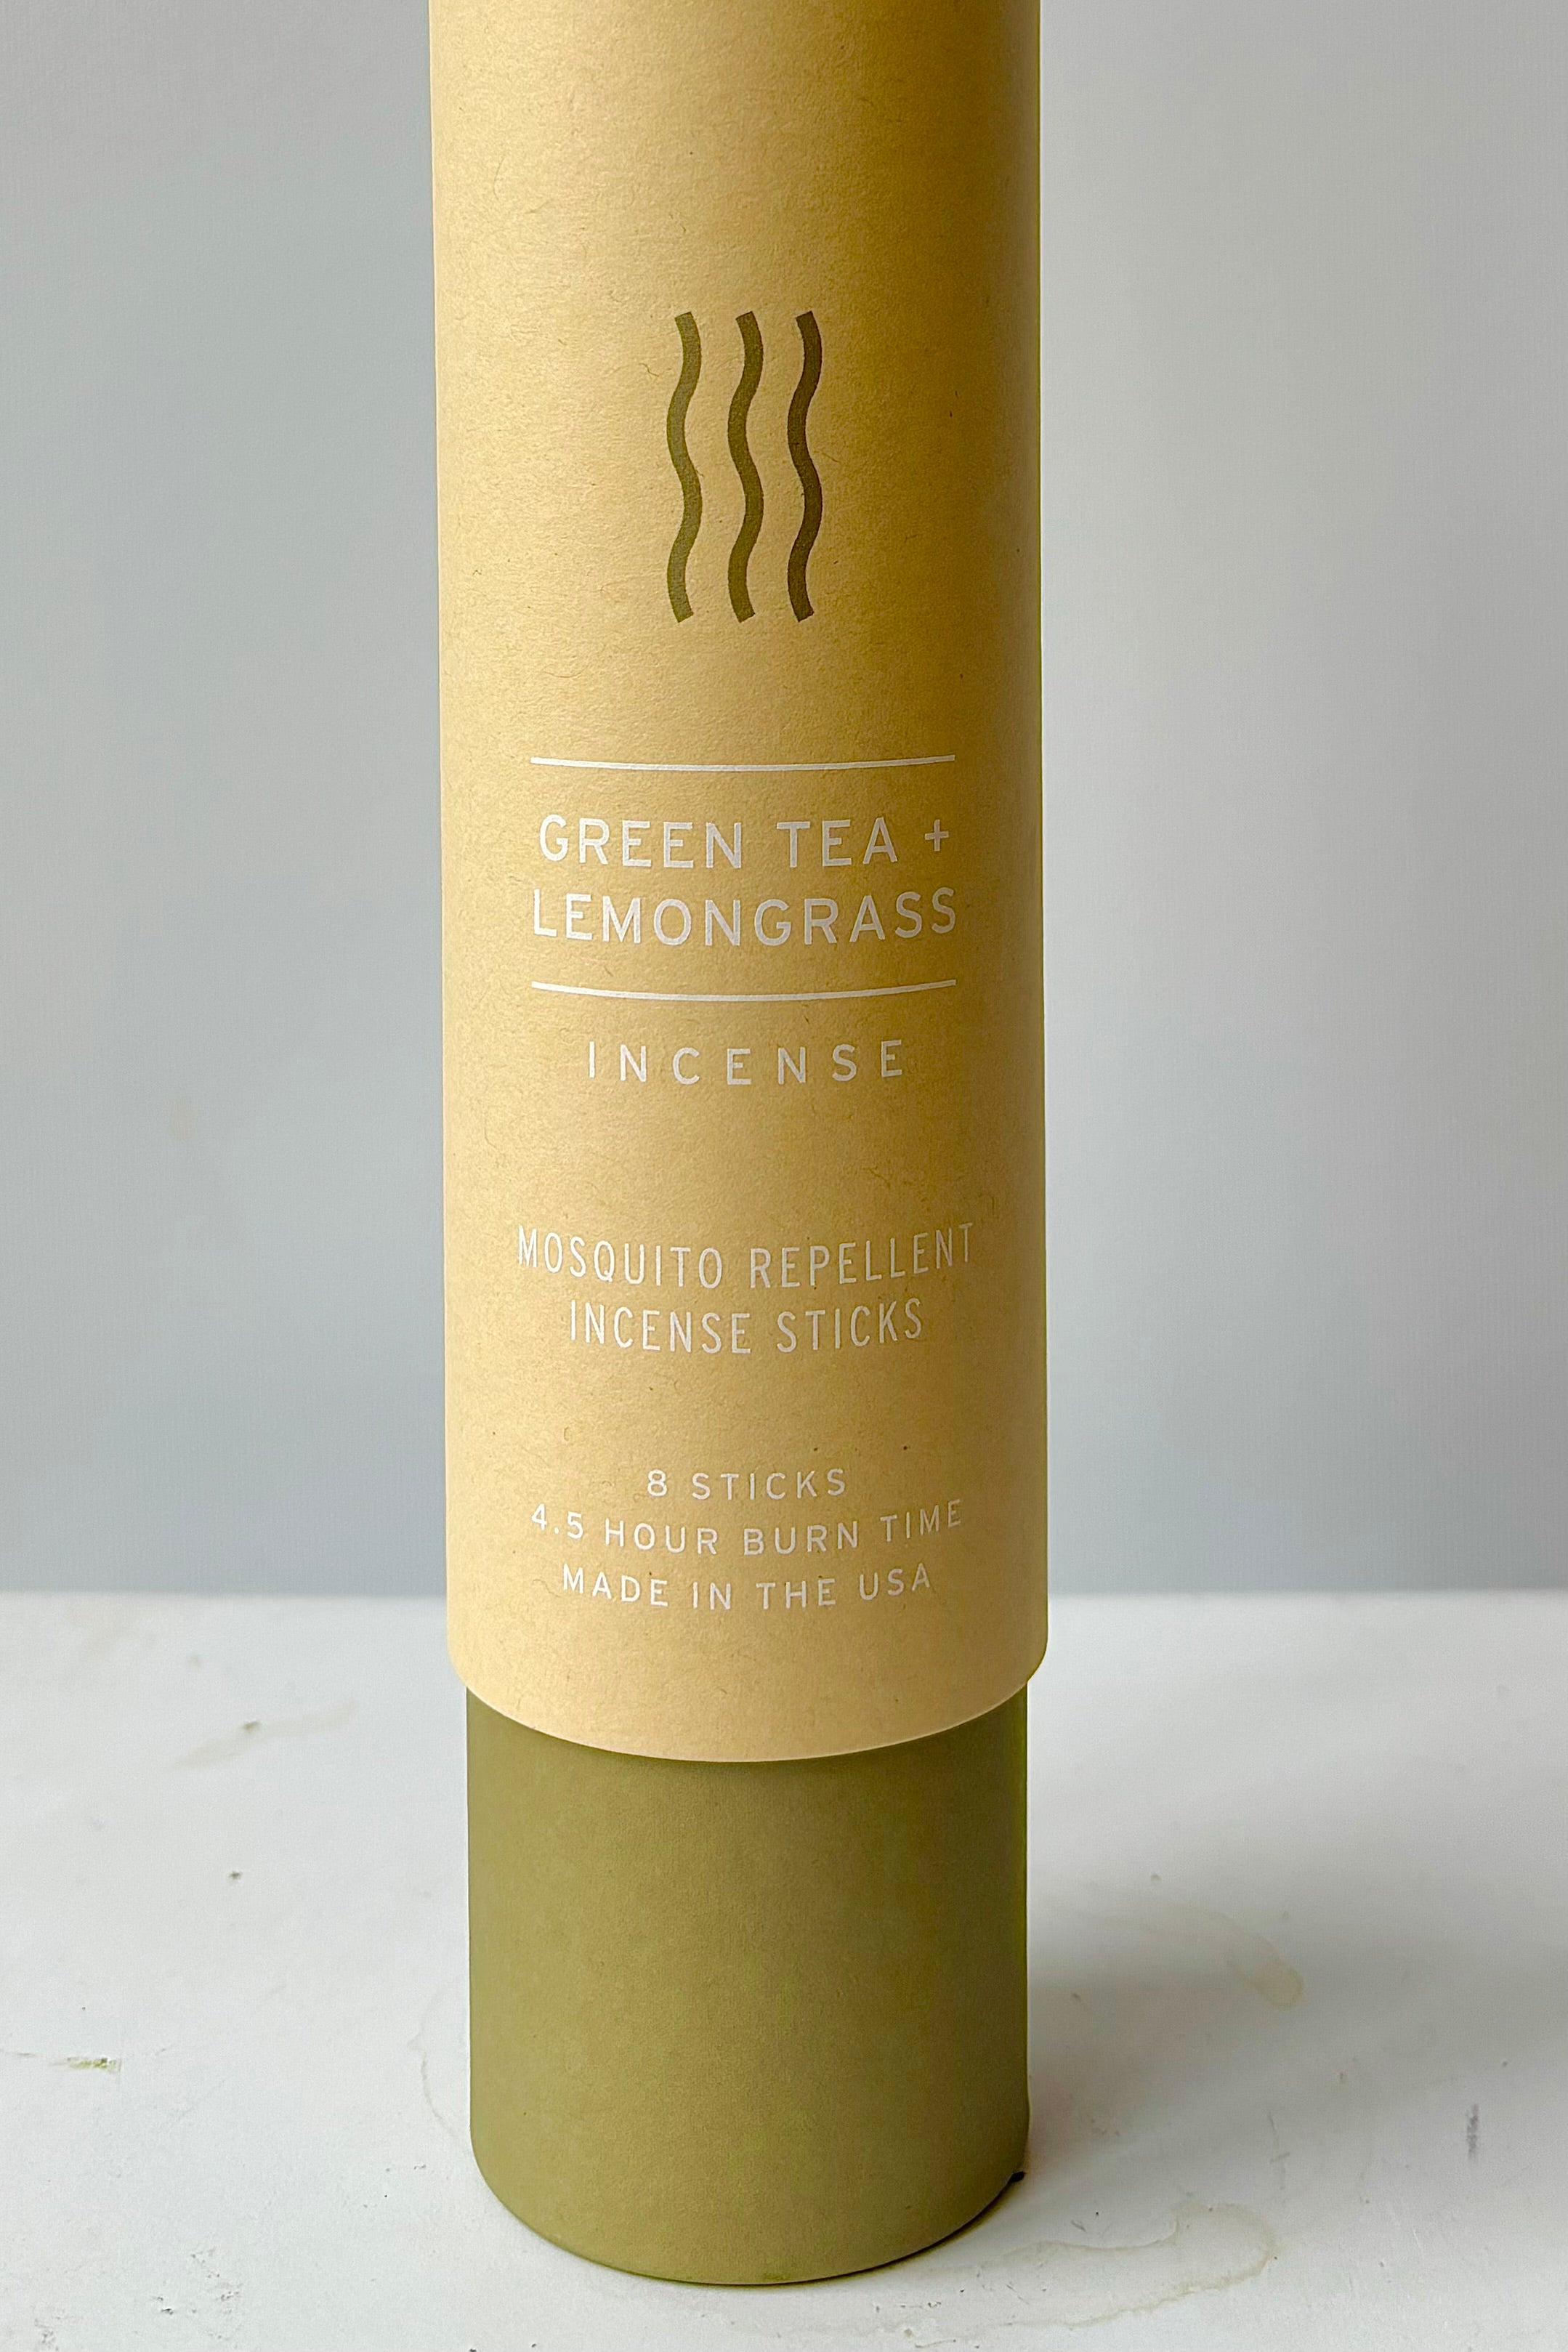 GREEN TEA +
LEMONGRASS
INCENSE
MOSQUITO REPELLENT
INCENSE STICKS
8 STICKS
4.5 HOUR BURN TIME
MADE IN THE USA